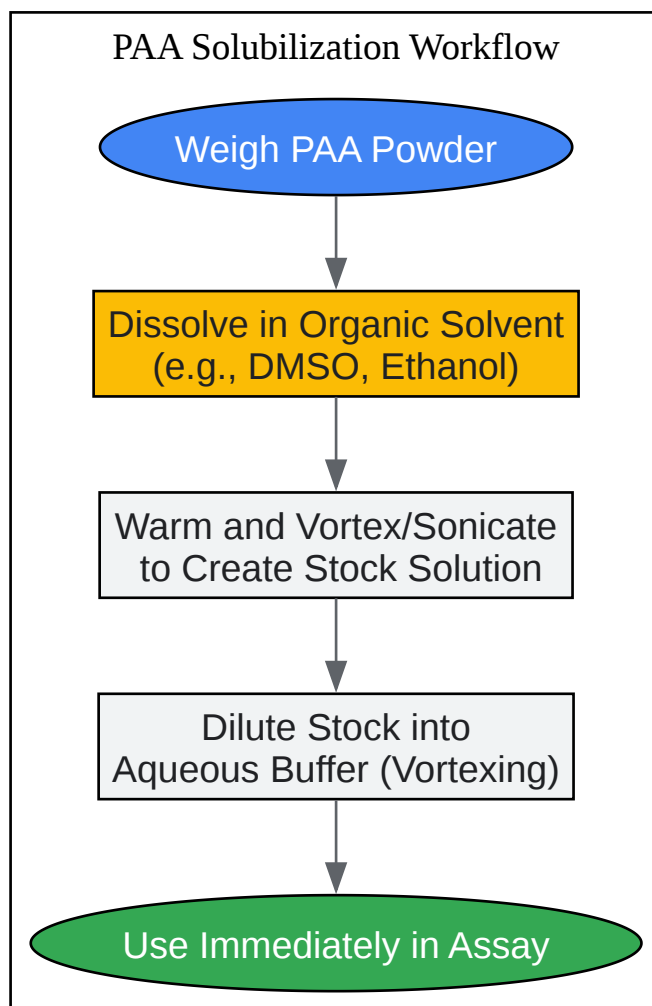 PAA Solubilization Workflow
Weigh PAA Powder
Dissolve in Organic Solvent
(e.g., DMSO, Ethanol)
Warm and Vortex/Sonicate
to Create Stock Solution
Dilute Stock into
Aqueous Buffer (Vortexing)
Use Immediately in Assay